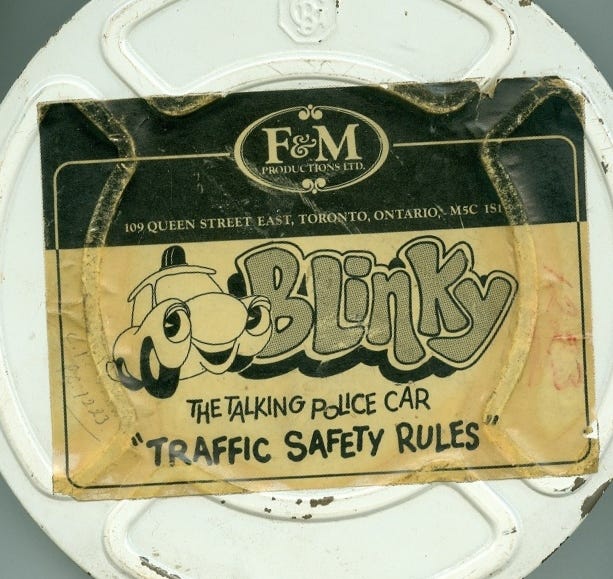 F&M
PRODUCTIONS LTD.
109 QUEEN STREET EAST, TORONTO, ONTARIO, M5C 1S1
BLinKy
THE TALKING POLICE CAR
"TRAFFIC SAFETY RULES"